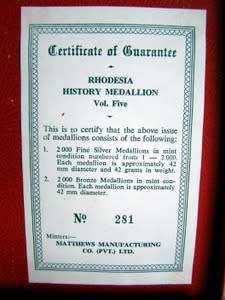 Certificate of Guarantee
RHODESIA
HISTORY MEDALLION
Vol. Five
This is to certify that the above issue
of medallions consists of the following:
1. 2 000 Fine Silver Medallions in mint
condition numbered from 1 — 2 000.
Each medallion is approximately 42
mm diameter and 42 grams in weight.
2. 2 000 Bronze Medallions in mint con-
dition. Each medallion is approximately
42 mm diameter.
Nº 281
Minters:—
MATTHEWS MANUFACTURING
CO. (PVT.) LTD.